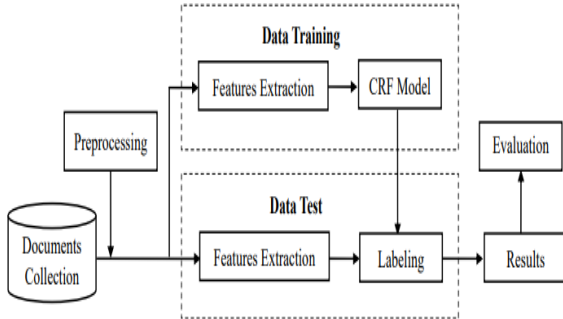 Data Training
Features Extraction
CRF Model
Preprocessing
Evaluation
Data Test
Documents
Collection
Features Extraction
Labeling
Results